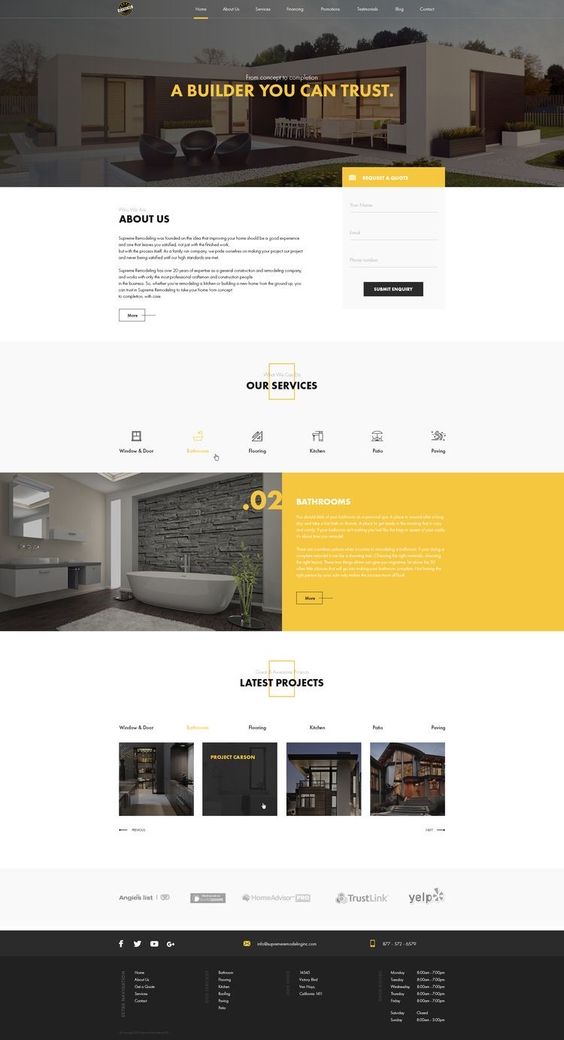 Home About Us Services Financing Promotions Testimonials Blog Contact
From concept to completion
A BUILDER YOU CAN TRUST.
REQUEST A QUOTE
Your Name
Email
Phone number
SUBMIT ENQUIRY
Who We Are
ABOUT US
Supreme Remodeling was founded on the idea that improving your home should be a good experience
and one that leaves you satisfied, not just with the finished work,
but with the process itself. As a family run company, we pride ourselves on making your project our project
and never being satisfied until our high standards are met.
Supreme Remodeling has over 20 years of expertise as a general construction and remodeling company,
and works with only the most professional craftsmen and construction people
in the business. So, whether you're remodeling a kitchen or building a new home from the ground up, you
can trust in Supreme Remodeling to take your home from concept
to completion, with ease.
More
What We Can Do
OUR SERVICES
Window & Door Bathroom Flooring Kitchen Patio Paving
.02
BATHROOMS
More
LATEST PROJECTS
Window & Door Bathroom Flooring Kitchen Patio Paving
PROJECT CARSON
PREVIOUS
NEXT
Angie's list
HomeAdvisor PRO
TrustLink
yelp
info@supremeremodelinginc.com
877 - 572 - 6579
Home
About Us
Get a Quote
Services
Contact
Bathroom
Flooring
Kitchen
Roofing
Paving
Patio
14545
Victory Blvd
Van Nuys,
California 1411
Monday 8:00am - 7:00pm
Tuesday 8:00am - 7:00pm
Wednesday 8:00am - 7:00pm
Thursday 8:00am - 7:00pm
Friday 8:00am - 7:00pm
Saturday Closed
Sunday 8:00am - 3:00pm